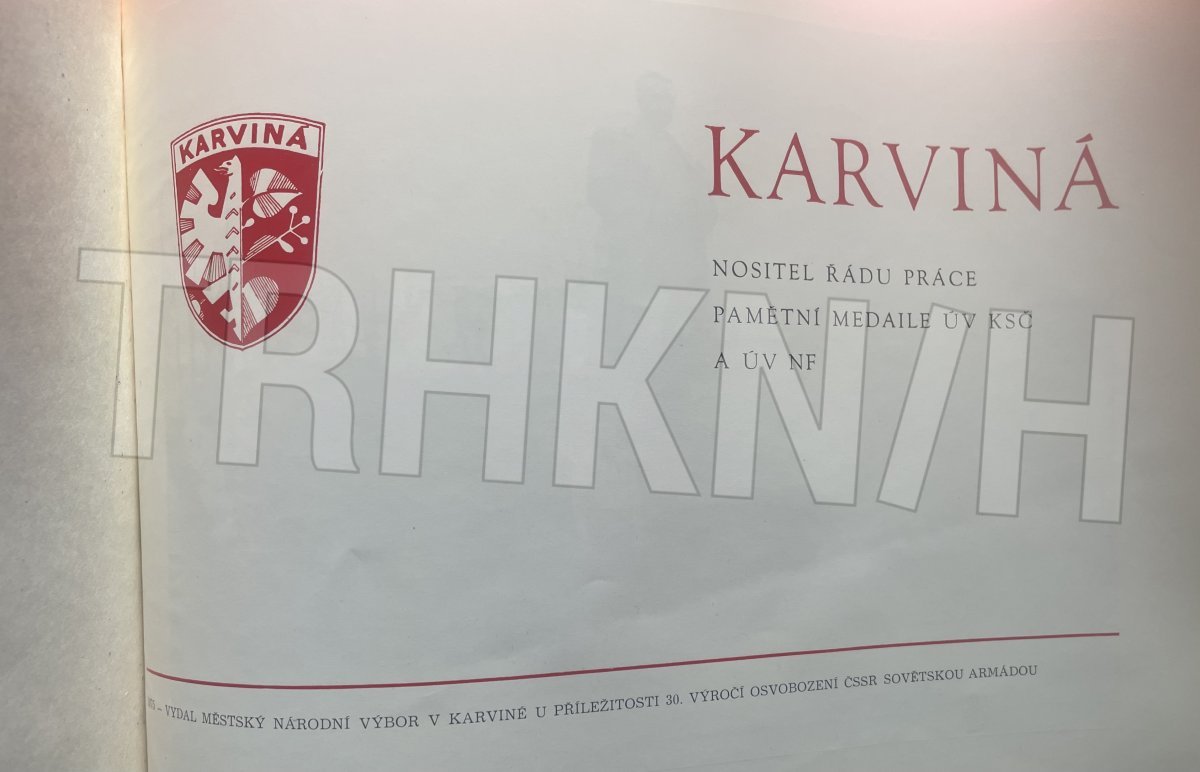 KARVINÁ
KARVINÁ
NOSITEL ŘÁDU PRÁCE
PAMĚTNÍ MEDAILE ÚV KSČ
A ÚV NF
TRHKN/H
– VYDAL MĚSTSKÝ NÁRODNÍ VÝBOR V KARVINÉ U PŘÍLEŽITOSTI 30. VÝROČÍ OSVOBOZENÍ ČSSR SOVĚTSKOU ARMÁDOU